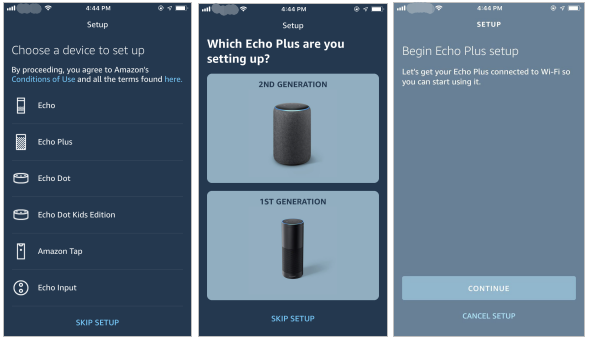 4:44 PM
Setup
Choose a device to set up
By proceeding, you agree to Amazon's
Conditions of Use and all the terms found here.
Echo
Echo Plus
Echo Dot
Echo Dot Kids Edition
Amazon Tap
Echo Input
SKIP SETUP
4:44 PM
Setup
Which Echo Plus are you
setting up?
2ND GENERATION
1ST GENERATION
SKIP SETUP
4:44 PM
SETUP
Begin Echo Plus setup
Let's get your Echo Plus connected to Wi-Fi so
you can start using it.
CONTINUE
CANCEL SETUP